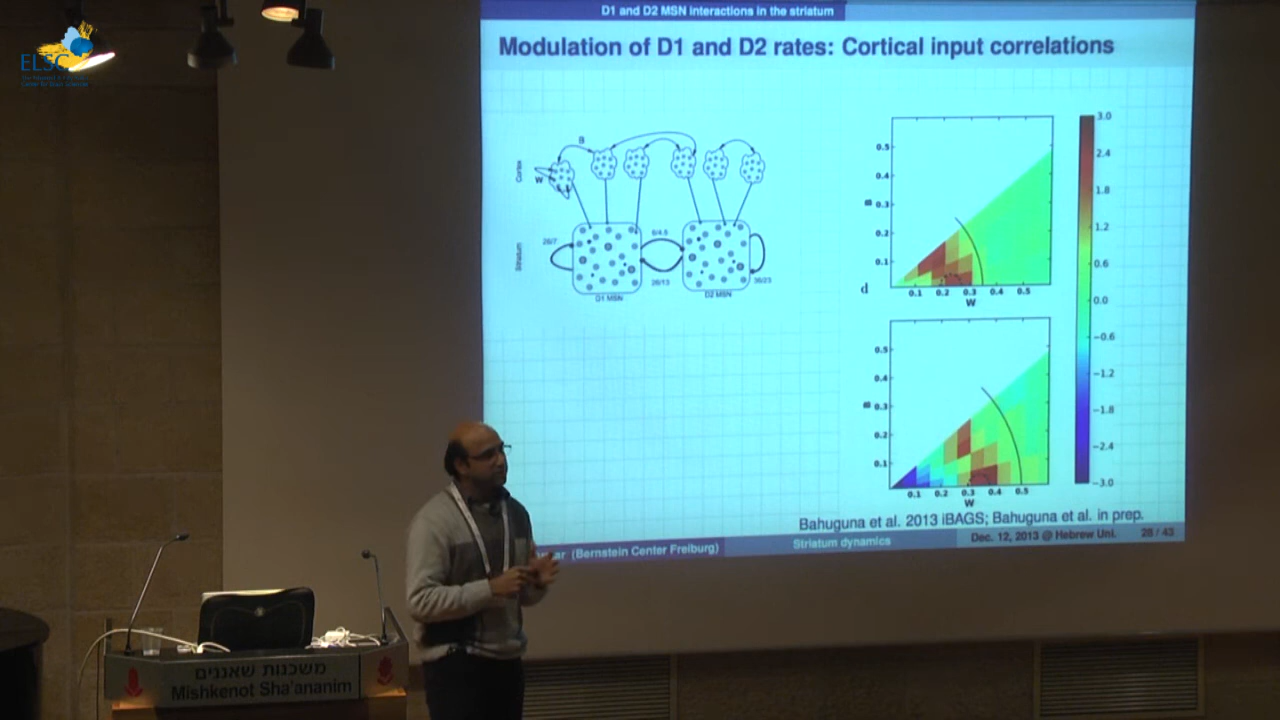 ELSC
D1 and D2 MSN interactions in the striatum
Modulation of D1 and D2 rates: Cortical input correlations
B
Cortex
W
Striatum
26/7
6/4.5
26/13
36/23
D1 MSN
D2 MSN
0.5
0.4
0.3
0.2
0.1
B
0.1 0.2 0.3 0.4 0.5
W
d
0.5
0.4
0.3
0.2
0.1
B
0.1 0.2 0.3 0.4 0.5
W
3.0
2.4
1.8
1.2
0.6
0.0
−0.6
−1.2
−1.8
−2.4
−3.0
Bahuguna et al. 2013 iBAGS; Bahuguna et al. in prep.
(Bernstein Center Freiburg)
Striatum dynamics
Dec. 12, 2013 @ Hebrew Uni.
28 / 43
משכנות שאננים
Mishkenot Sha'ananim